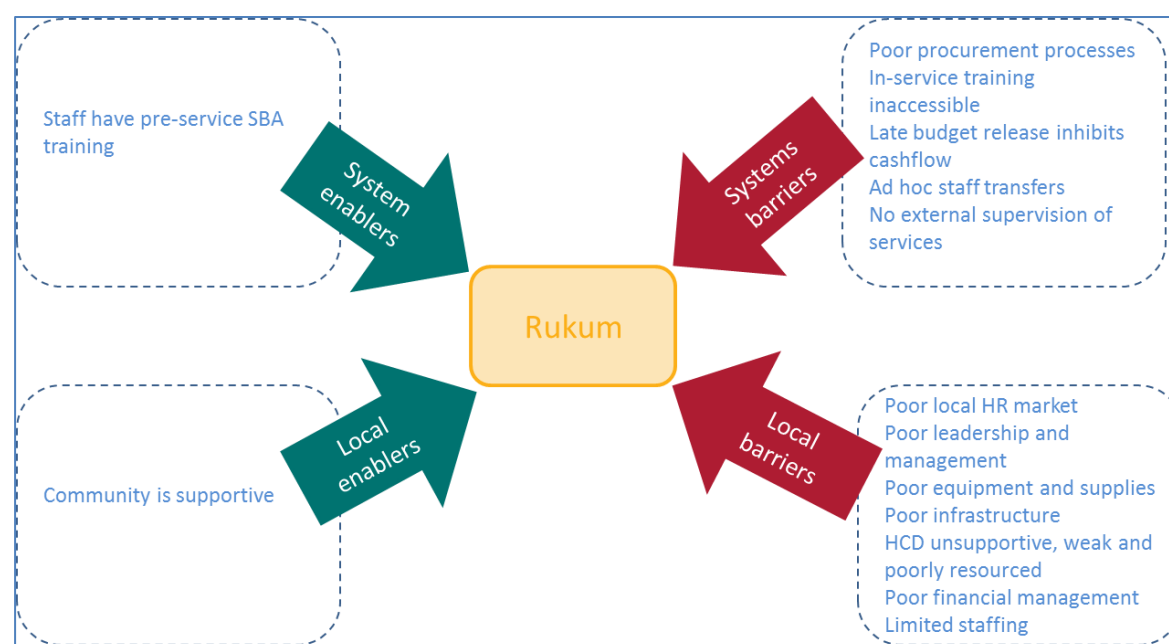 Staff have pre-service SBA
training
System
enablers
Systems
barriers
Poor procurement processes
In-service training
inaccessible
Late budget release inhibits
cashflow
Ad hoc staff transfers
No external supervision of
services
Rukum
Community is supportive
Local
enablers
Local
barriers
Poor local HR market
Poor leadership and
management
Poor equipment and supplies
Poor infrastructure
HCD unsupportive, weak and
poorly resourced
Poor financial management
Limited staffing